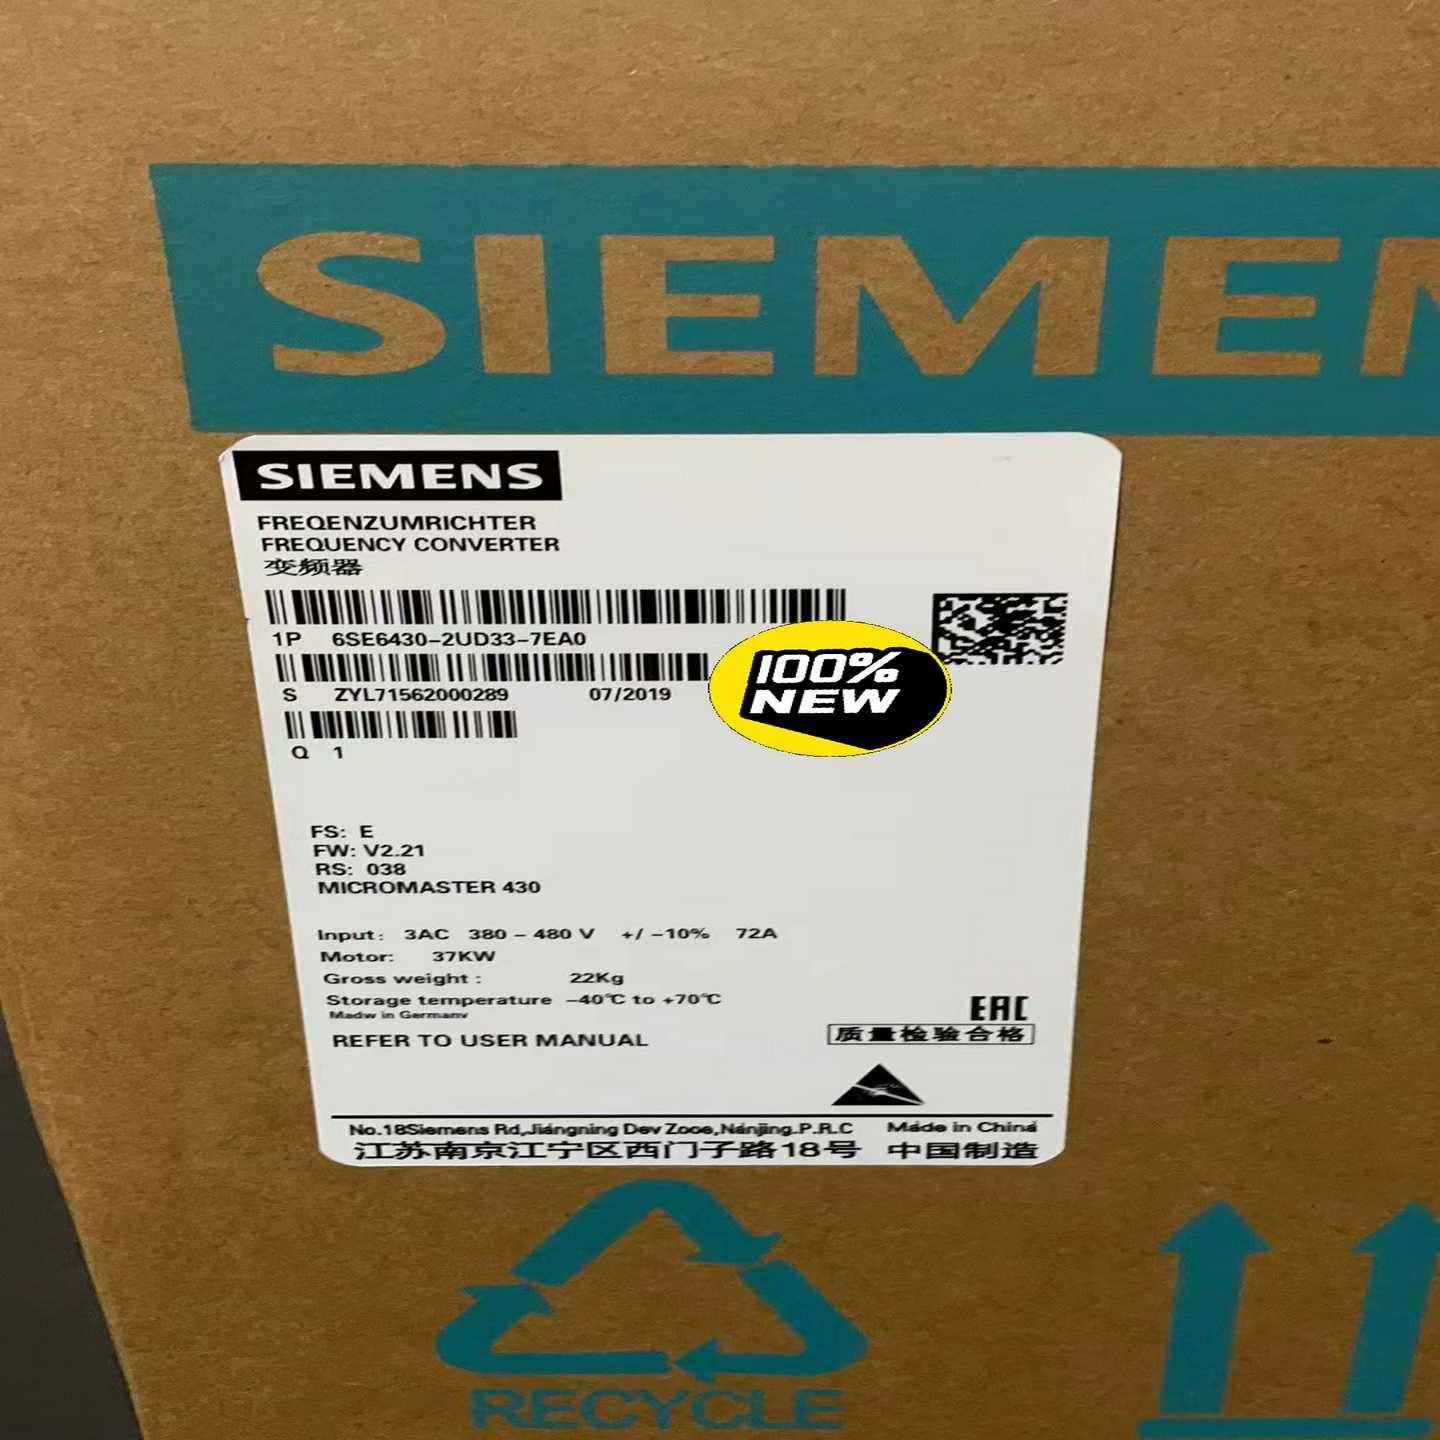 SIEMEN
SIEMENS
FREQENZUMRICHTER
FREQUENCY CONVERTER
变频器
1P 6SE6430-2UD33-7EA0
S ZYL71562000289 07/2019
100%
NEW
Q 1
FS: E
FW: V2.21
RS: 038
MICROMASTER 430
Input: 3AC 380 - 480 V +/-10% 72A
Motor: 37KW
Gross weight : 22Kg
Storage temperature -40℃ to +70℃
Madw in Germanv
EAC
REFER TO USER MANUAL
质量检验合格
No.18Siemens Rd,Jiangning Dev Zooe,Nanjing.P.R.C Made in China
江苏南京江宁区西门子路18号 中国制造
RECYCLE